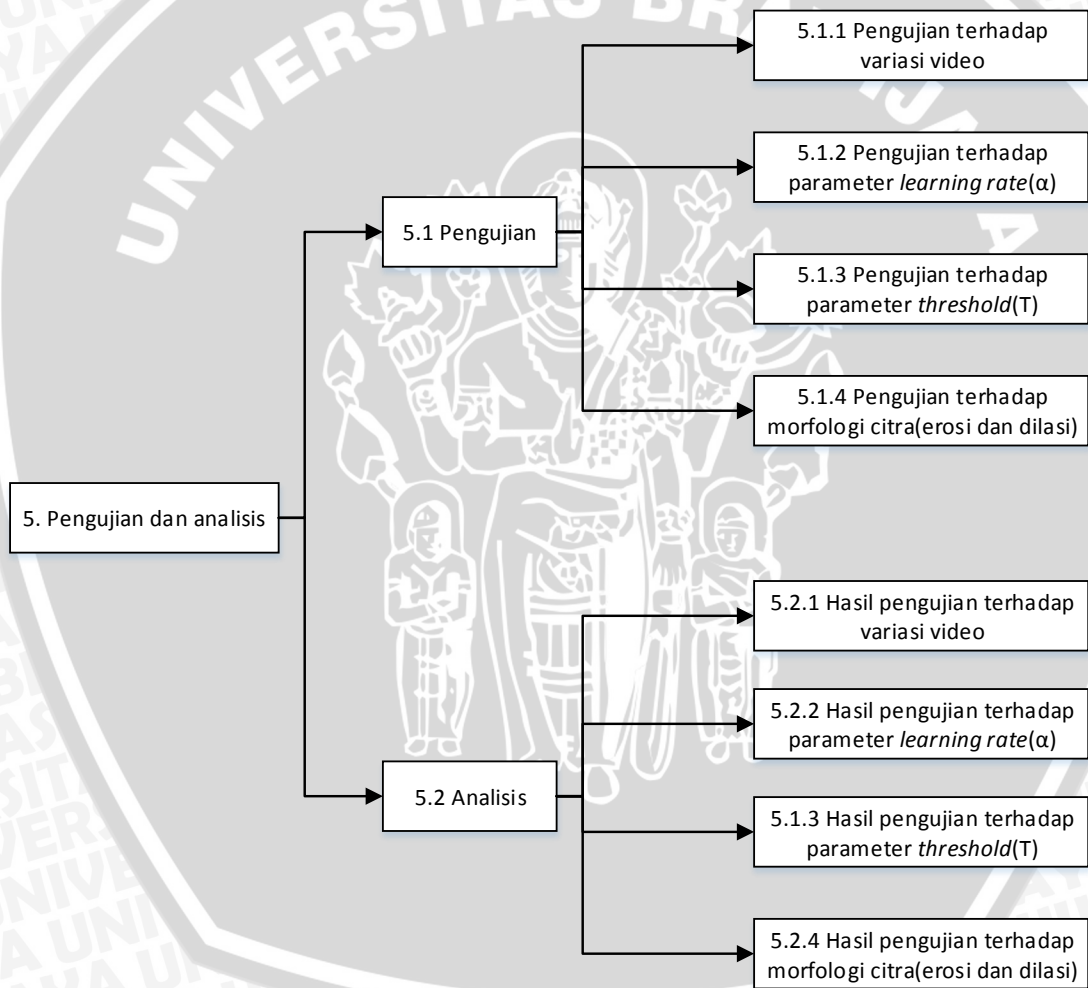 UNIVERSITAS BRAWIJAYA
5.1.1 Pengujian terhadap
variasi video
5.1.2 Pengujian terhadap
parameter learning rate(α)
5.1 Pengujian
5.1.3 Pengujian terhadap
parameter threshold(T)
5.1.4 Pengujian terhadap
morfologi citra(erosi dan dilasi)
5. Pengujian dan analisis
5.2.1 Hasil pengujian terhadap
variasi video
5.2.2 Hasil pengujian terhadap
parameter learning rate(α)
5.2 Analisis
5.1.3 Hasil pengujian terhadap
parameter threshold(T)
5.2.4 Hasil pengujian terhadap
morfologi citra(erosi dan dilasi)